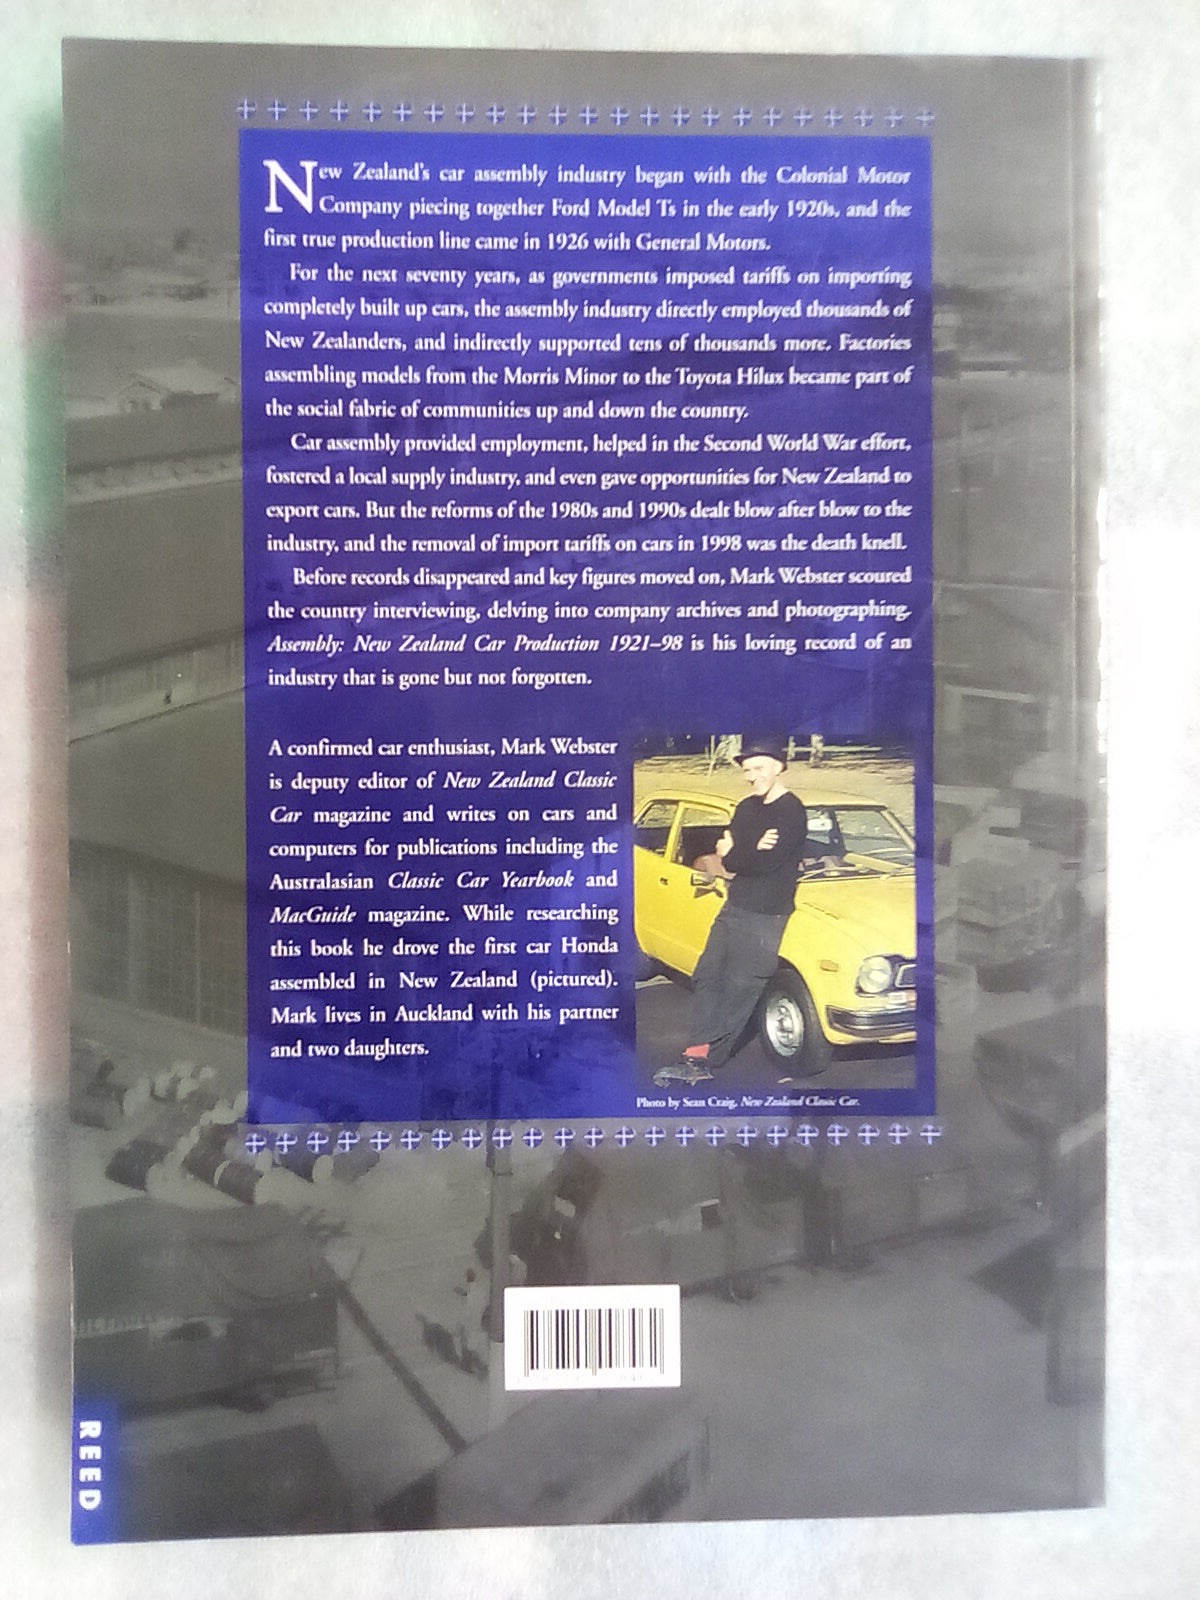 New Zealand's car assembly industry began with the Colonial Motor
Company piecing together Ford Model Ts in the early 1920s, and the
first true production line came in 1926 with General Motors.
For the next seventy years, as governments imposed tariffs on importing
completely built up cars, the assembly industry directly employed thousands of
New Zealanders, and indirectly supported tens of thousands more. Factories
assembling models from the Morris Minor to the Toyota Hilux became part of
the social fabric of communities up and down the country.
Car assembly provided employment, helped in the Second World War effort,
fostered a local supply industry, and even gave opportunities for New Zealand to
export cars. But the reforms of the 1980s and 1990s dealt blow after blow to the
industry, and the removal of import tariffs on cars in 1998 was the death knell.
Before records disappeared and key figures moved on, Mark Webster scoured
the country interviewing, delving into company archives and photographing.
Assembly: New Zealand Car Production 1921–98 is his loving record of an
industry that is gone but not forgotten.
A confirmed car enthusiast, Mark Webster
is deputy editor of New Zealand Classic
Car magazine and writes on cars and
computers for publications including the
Australasian Classic Car Yearbook and
MacGuide magazine. While researching
this book he drove the first car Honda
assembled in New Zealand (pictured).
Mark lives in Auckland with his partner
and two daughters.
Photo by Sean Craig, New Zealand Classic Car.
REED